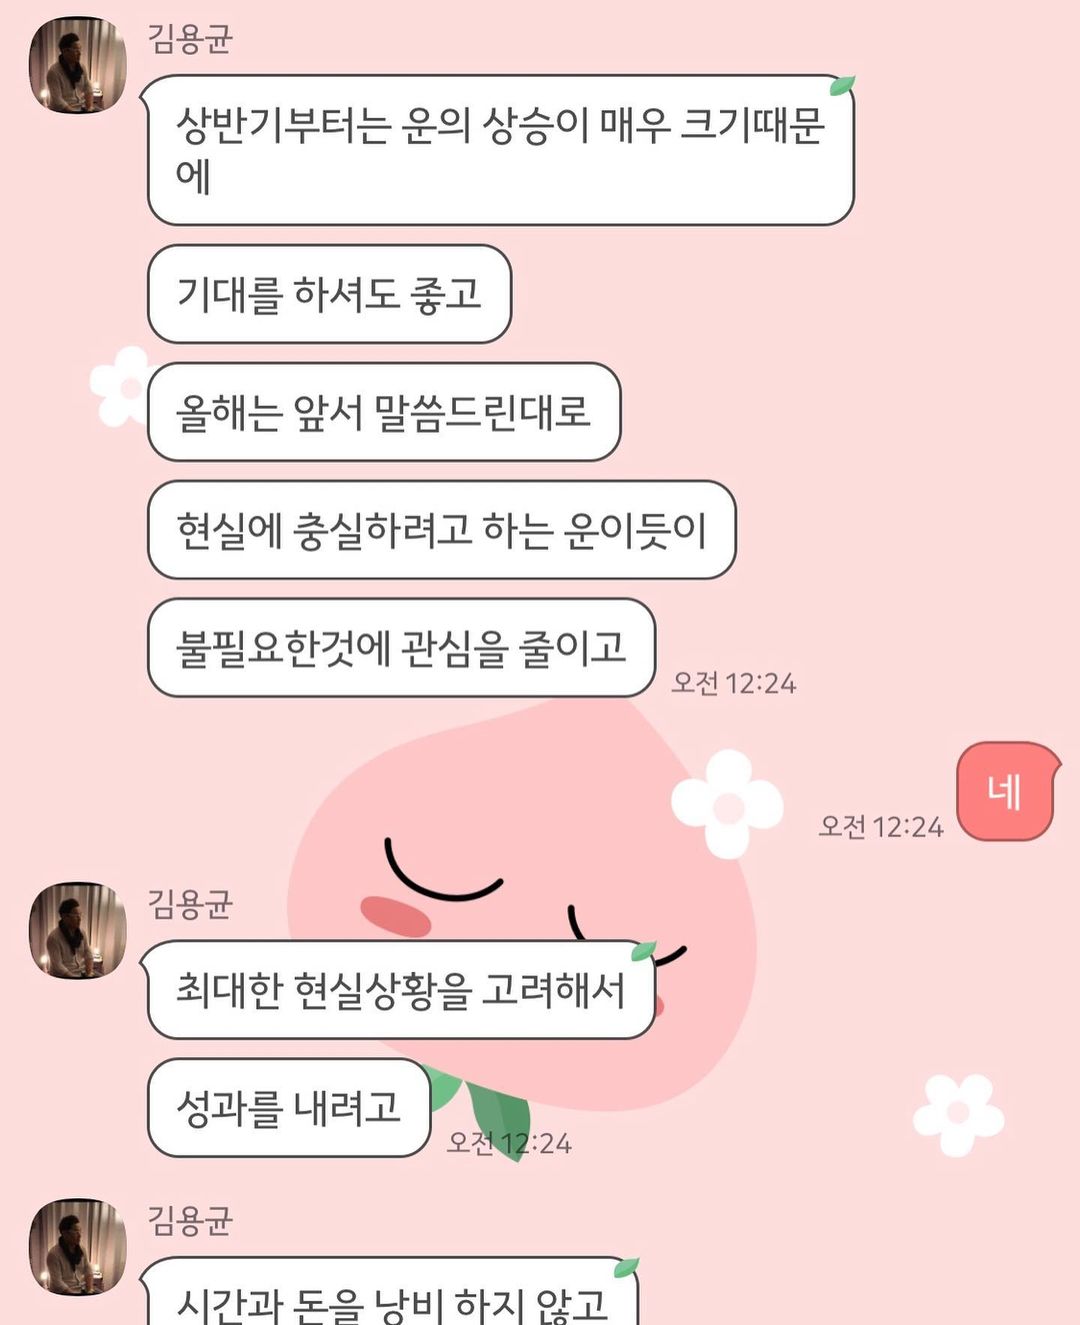 김용균
상반기부터는 운의 상승이 매우 크기때문
에
기대를 하셔도 좋고
올해는 앞서 말씀드린대로
현실에 충실하려고 하는 운이듯이
불필요한것에 관심을 줄이고
오전 12:24
네
오전 12:24
김용균
최대한 현실상황을 고려해서
성과를 내려고
오전 12:24
김용균
시간과 돈을 낭비 하지 않고